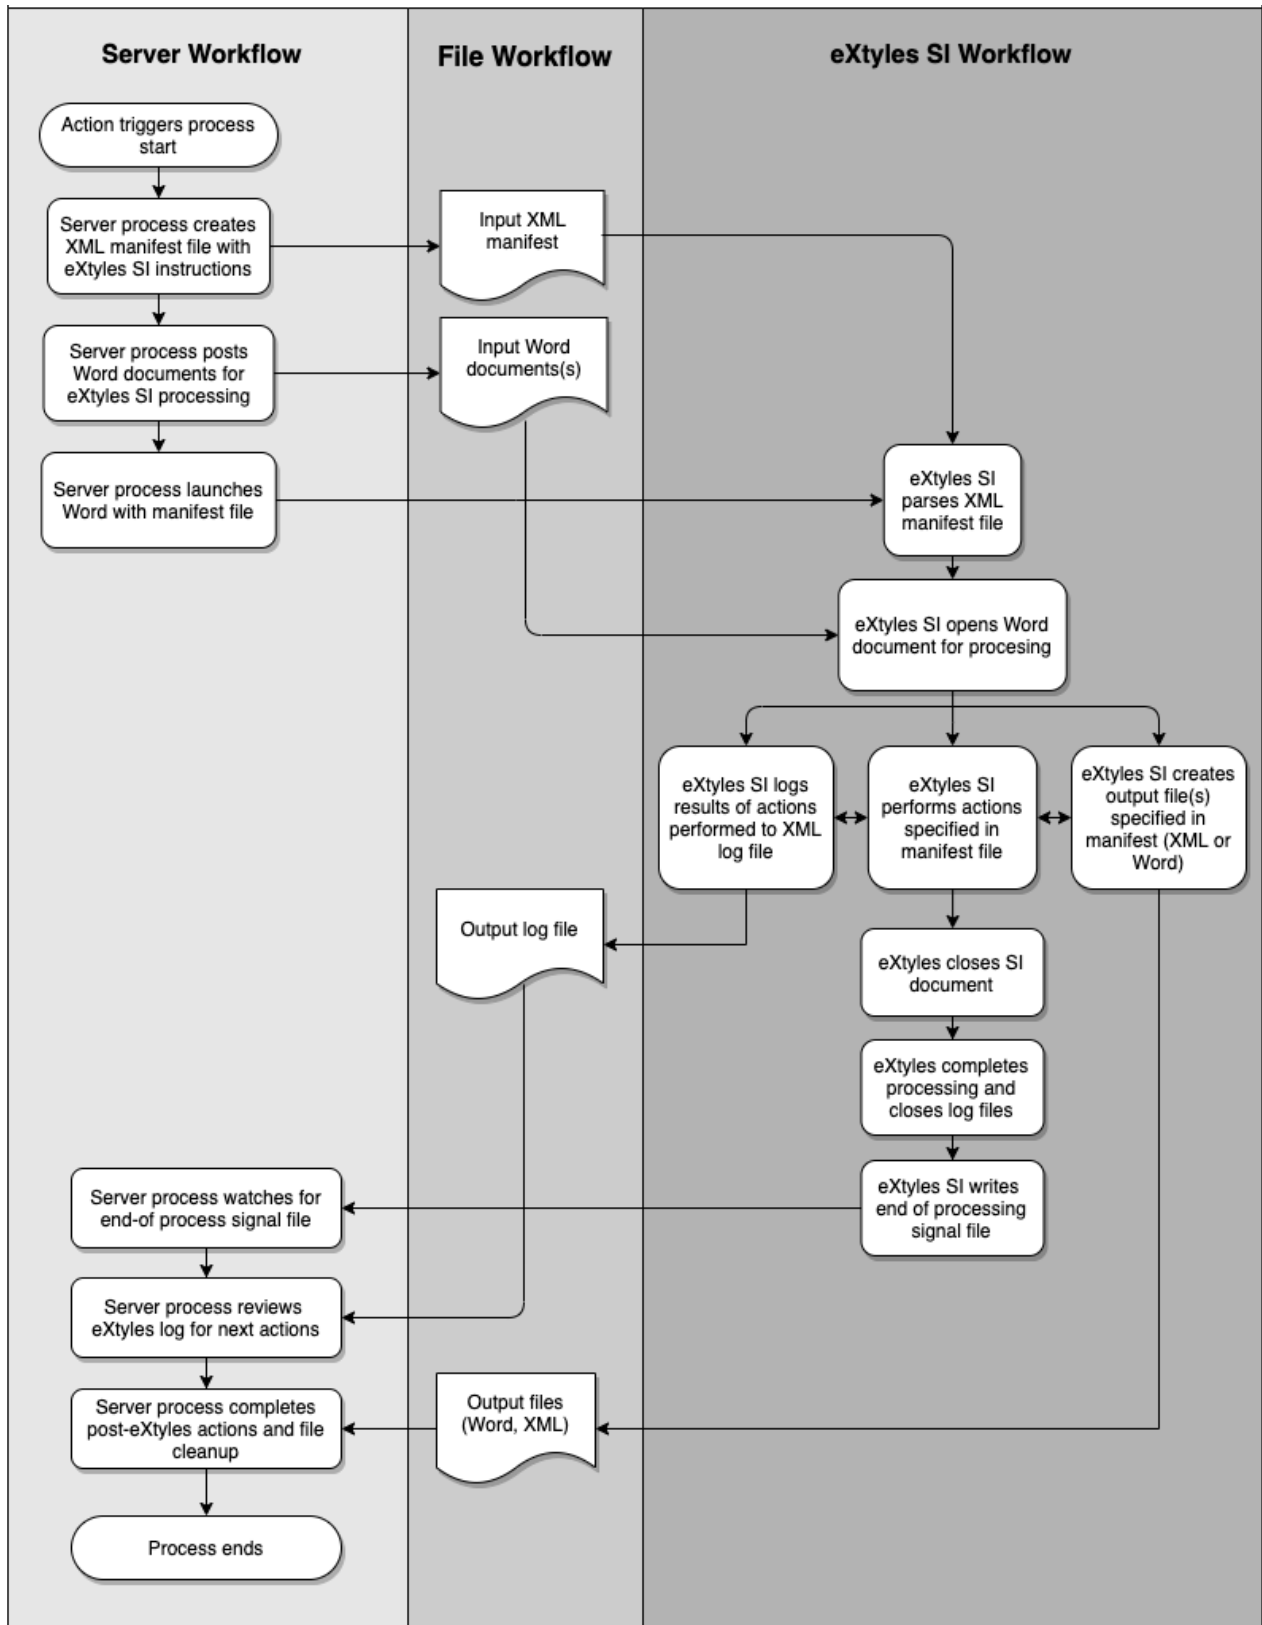 Server Workflow
File Workflow
eXtyles SI Workflow
Action triggers process
start
Server process creates
XML manifest file with
eXtyles SI instructions
Input XML
manifest
Server process posts
Word documents for
eXtyles SI processing
Input Word
documents(s)
Server process launches
Word with manifest file
eXtyles SI
parses XML
manifest file
eXtyles SI opens Word
document for procesing
eXtyles SI logs
results of actions
performed to XML
log file
eXtyles SI
performs actions
specified in
manifest file
eXtyles SI creates
output file(s)
specified in
manifest (XML or
Word)
Output log file
eXtyles closes SI
document
eXtyles completes
processing and
closes log files
eXtyles SI writes
end of processing
signal file
Server process watches for
end-of process signal file
Server process reviews
eXtyles log for next actions
Server process completes
post-eXtyles actions and file
cleanup
Output files
(Word, XML)
Process ends